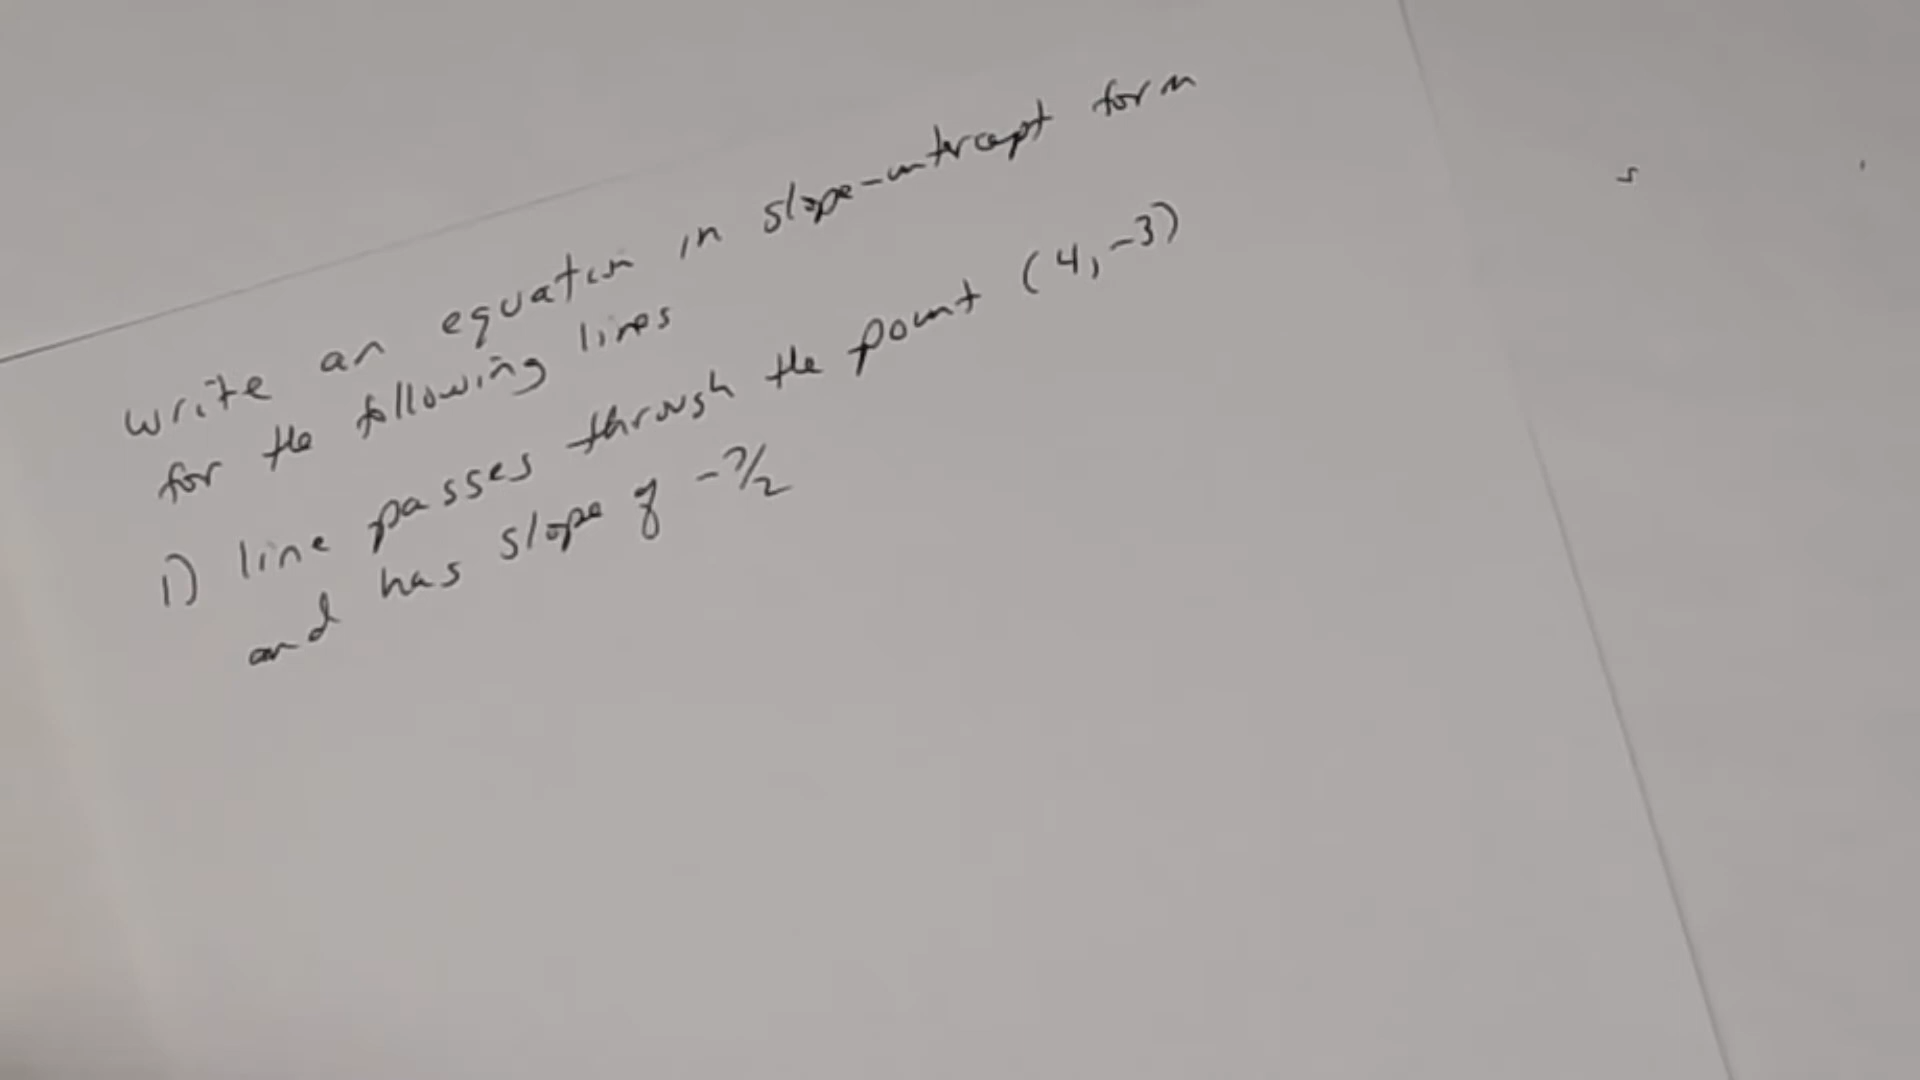 write an equation in slope-intercept form
for the following lines
1) line passes through the point (4, -3)
and has slope of -7/2